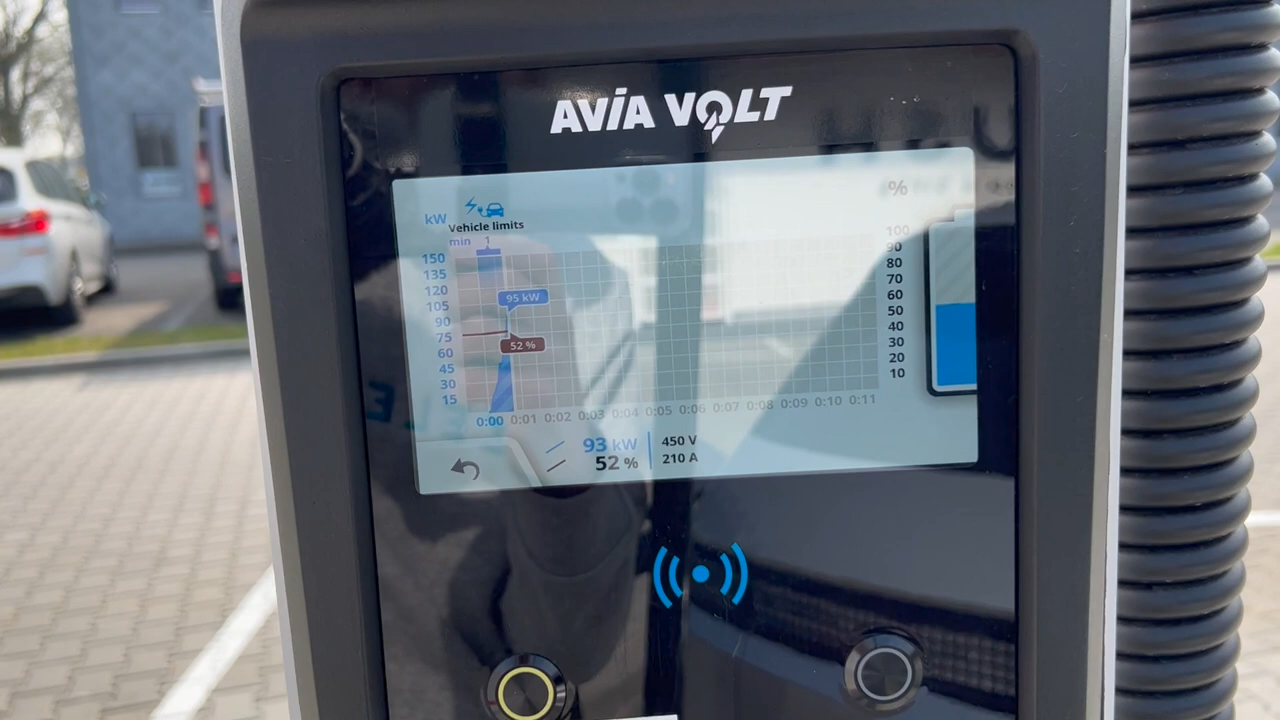 AVIA VOLT
kW
Vehicle limits
%
min 1
150
135
120
105
90
75
60
45
30
15
95 kW
52 %
100
90
80
70
60
50
40
30
20
10
0:00 0:01 0:02 0:03 0:04 0:05 0:06 0:07 0:08 0:09 0:10 0:11
93 kW
52 %
450 V
210 A